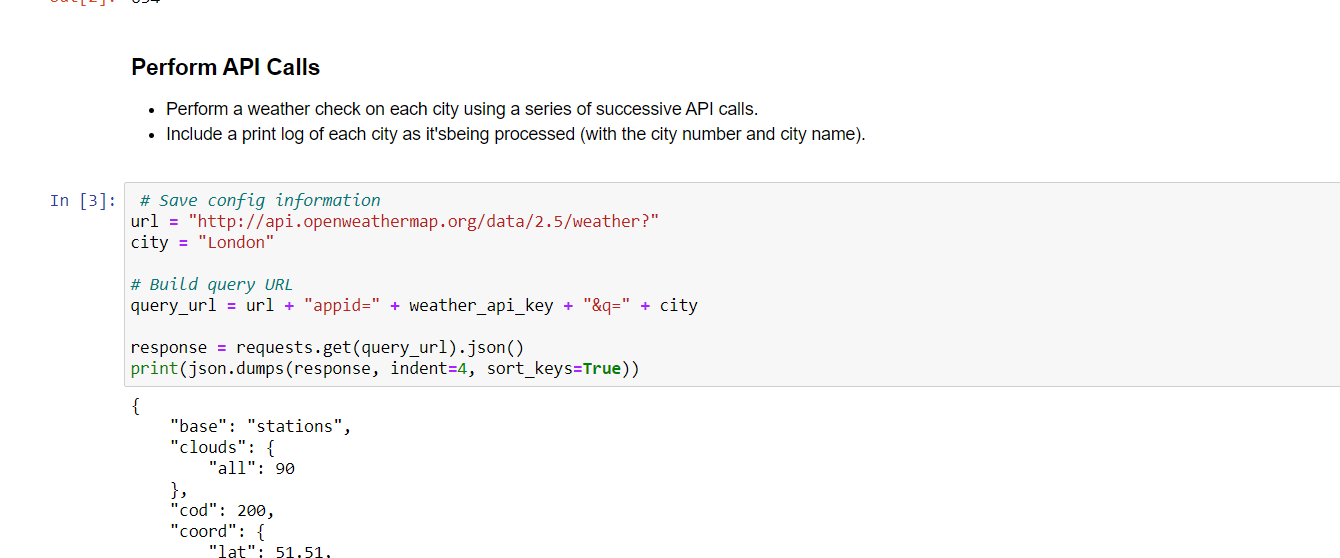 Perform API Calls
• Perform a weather check on each city using a series of successive API calls.
• Include a print log of each city as it'sbeing processed (with the city number and city name).
In [3]: # Save config information
url = "http://api.openweathermap.org/data/2.5/weather?"
city = "London"
# Build query URL
query_url = url + "appid=" + weather_api_key + "&q=" + city
response = requests.get(query_url).json()
print(json.dumps(response, indent=4, sort_keys=True))
{
"base": "stations",
"clouds": {
"all": 90
},
"cod": 200,
"coord": {
"lat": 51.51,